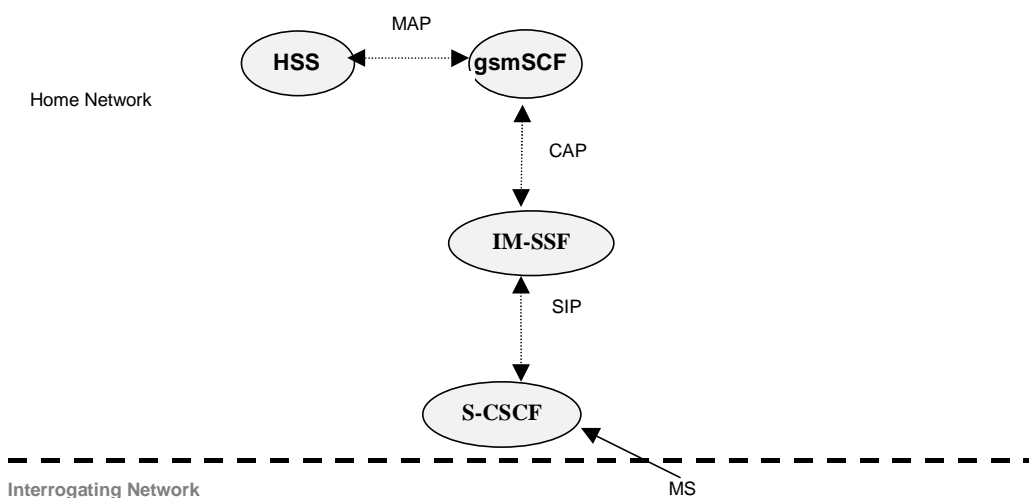 MAP
HSS
gsmSCF
Home Network
CAP
IM-SSF
SIP
S-CSCF
MS
Interrogating Network